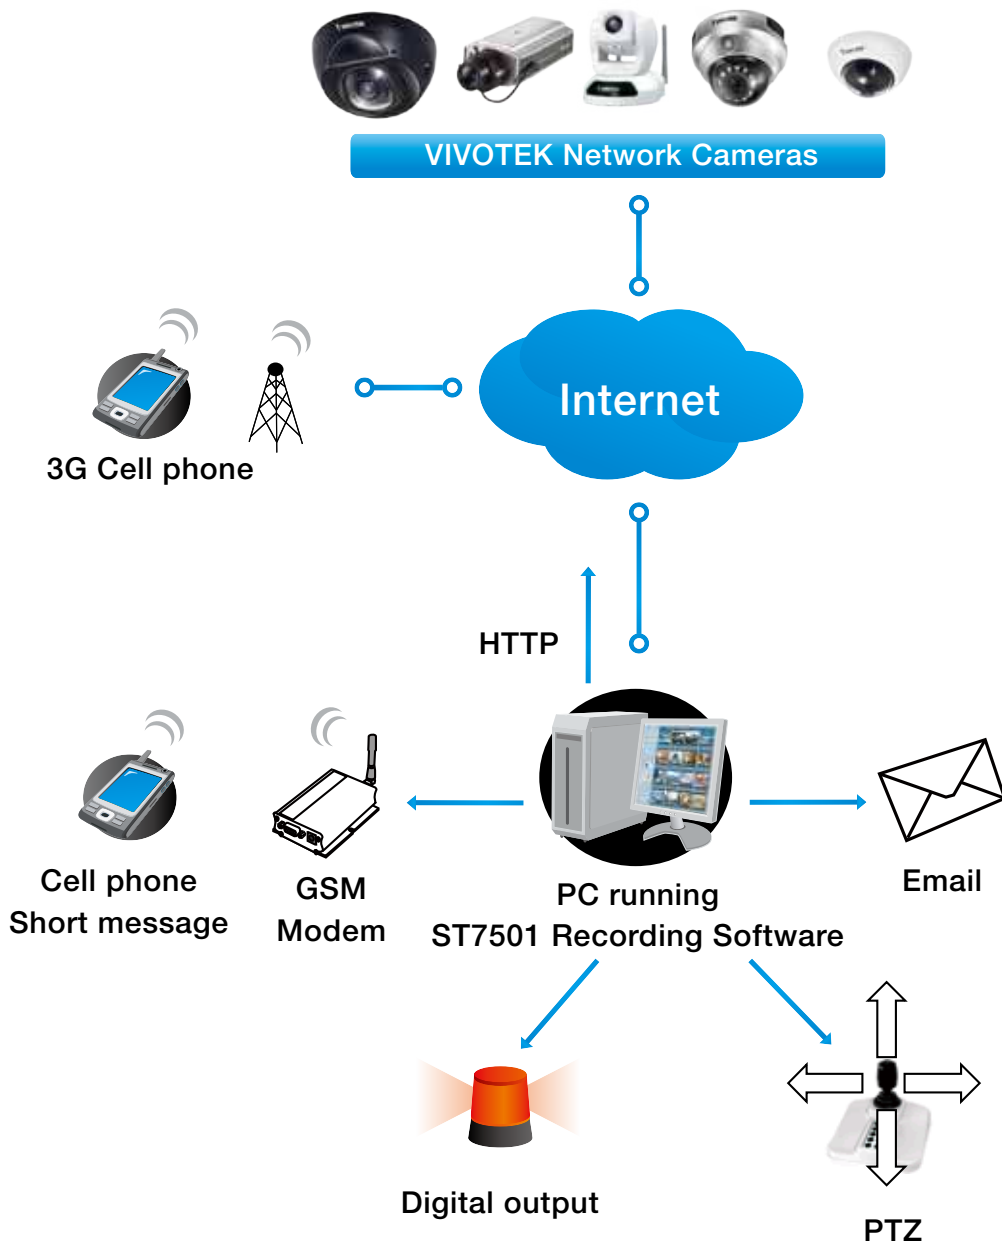 VIVOTEK Network Cameras
Internet
3G Cell phone
HTTP
Cell phone
Short message
GSM
Modem
PC running
ST7501 Recording Software
Email
Digital output
PTZ